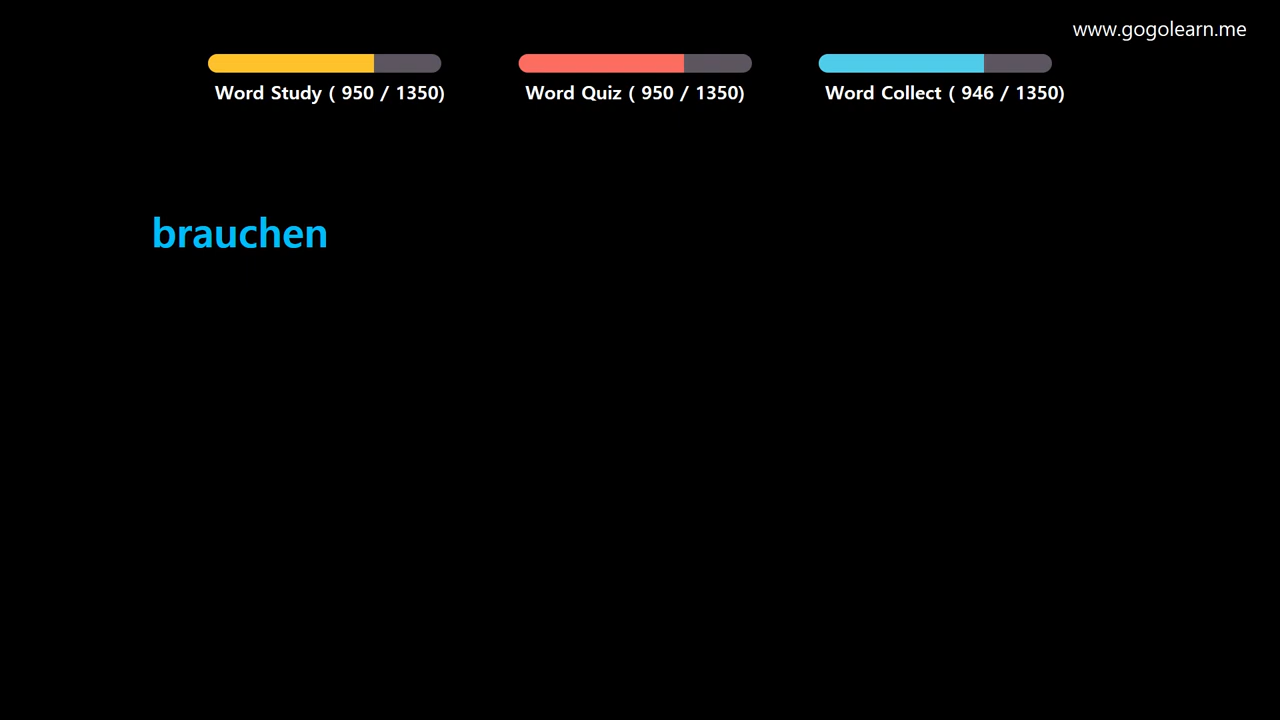 www.gogolearn.me
Word Study ( 950 / 1350)
Word Quiz ( 950 / 1350)
Word Collect ( 946 / 1350)
brauchen